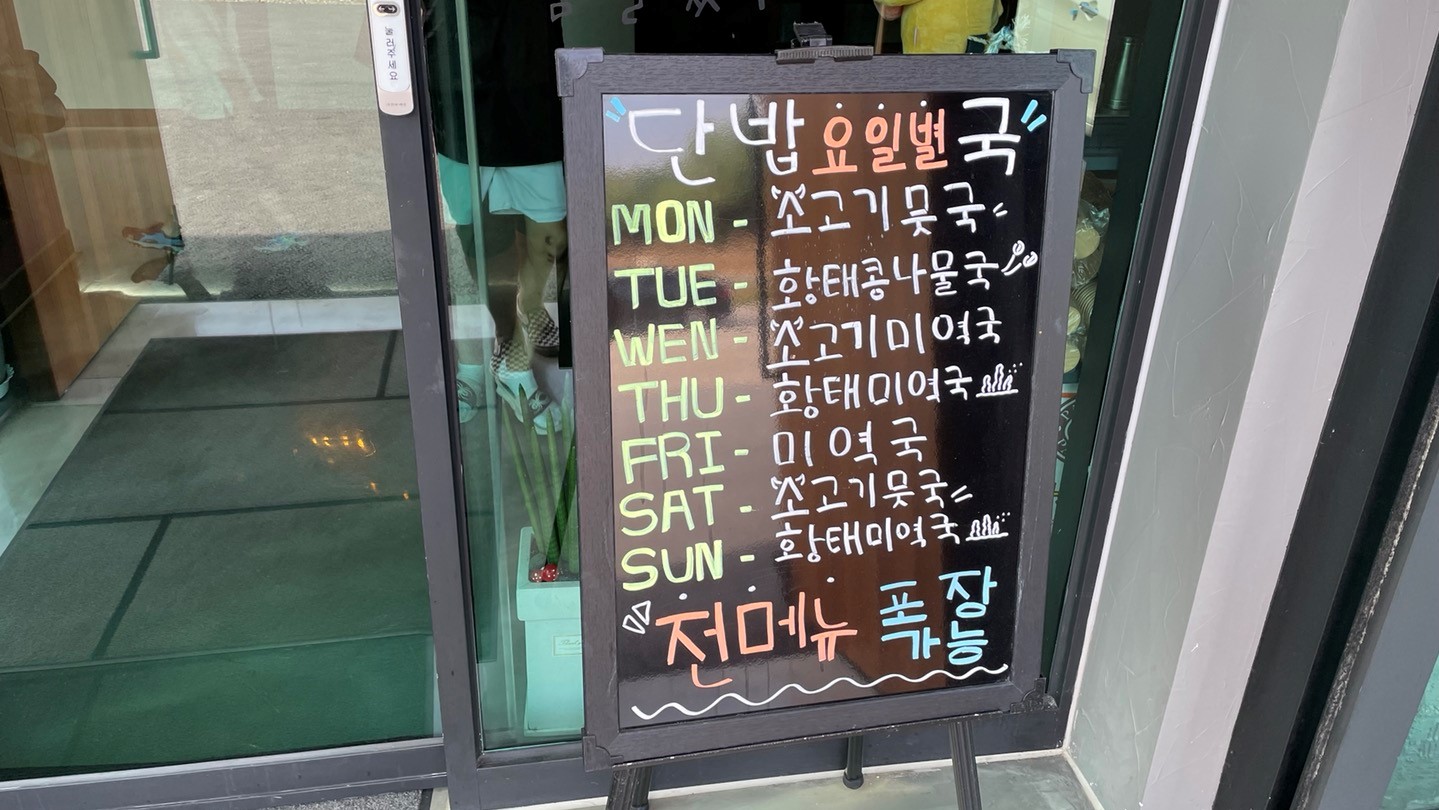 눌러주세요
단밥 요일별 국
MON - 쇼고기뭇국
TUE - 황태콩나물국
WEN - 쇼고기미역국
THU - 황태미역국
FRI - 미역국
SAT - 쇼고기뭇국
SUN - 황태미역국
전메뉴 포장
가능